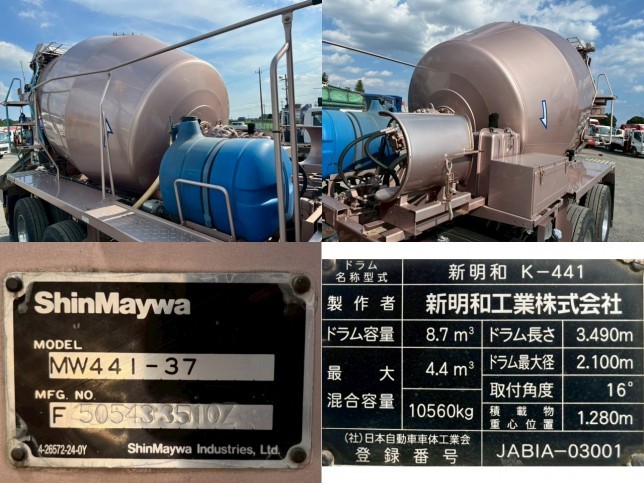 ShinMaywa
MODEL
MW441-37
MFG. NO.
F 50543-35102
4-26572-24-0Y
ShinMaywa Industries, Ltd.
ドラム名称型式 新明和 K-441
製作者 新明和工業株式会社
ドラム容量 8.7 m³ ドラム長さ 3.490m
最大混合容量 4.4 m³ ドラム最大径 2.100m
取付角度 16°
10560kg 積載物重心位置 1.280m
(社)日本自動車車体工業会
登録番号 JABIA-03001